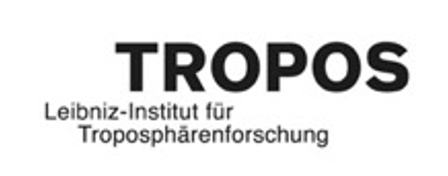 TROPOS
Leibniz-Institut für
Troposphärenforschung